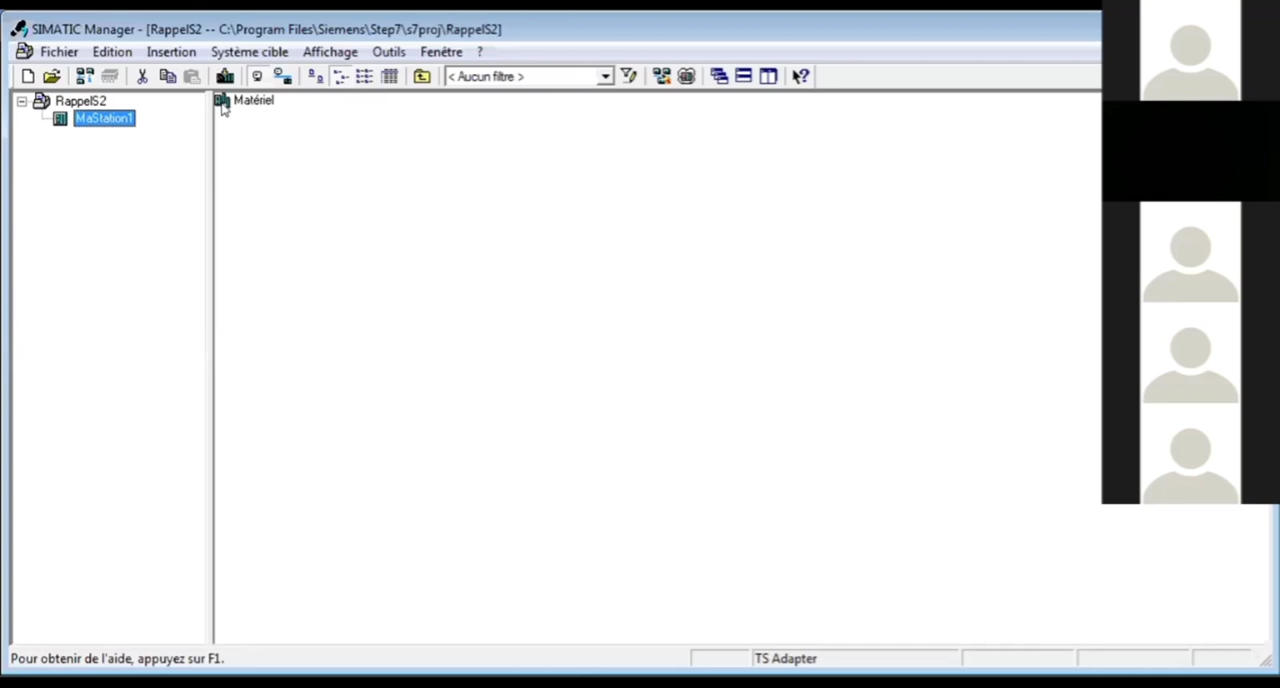 SIMATIC Manager - [RappelS2 -- C:\Program Files\Siemens\Step7\s7proj\RappelS2]
Fichier Edition Insertion Système cible Affichage Outils Fenêtre ?
< Aucun filtre >
RappelS2
MaStation1
Matériel
Pour obtenir de l'aide, appuyez sur F1.
TS Adapter